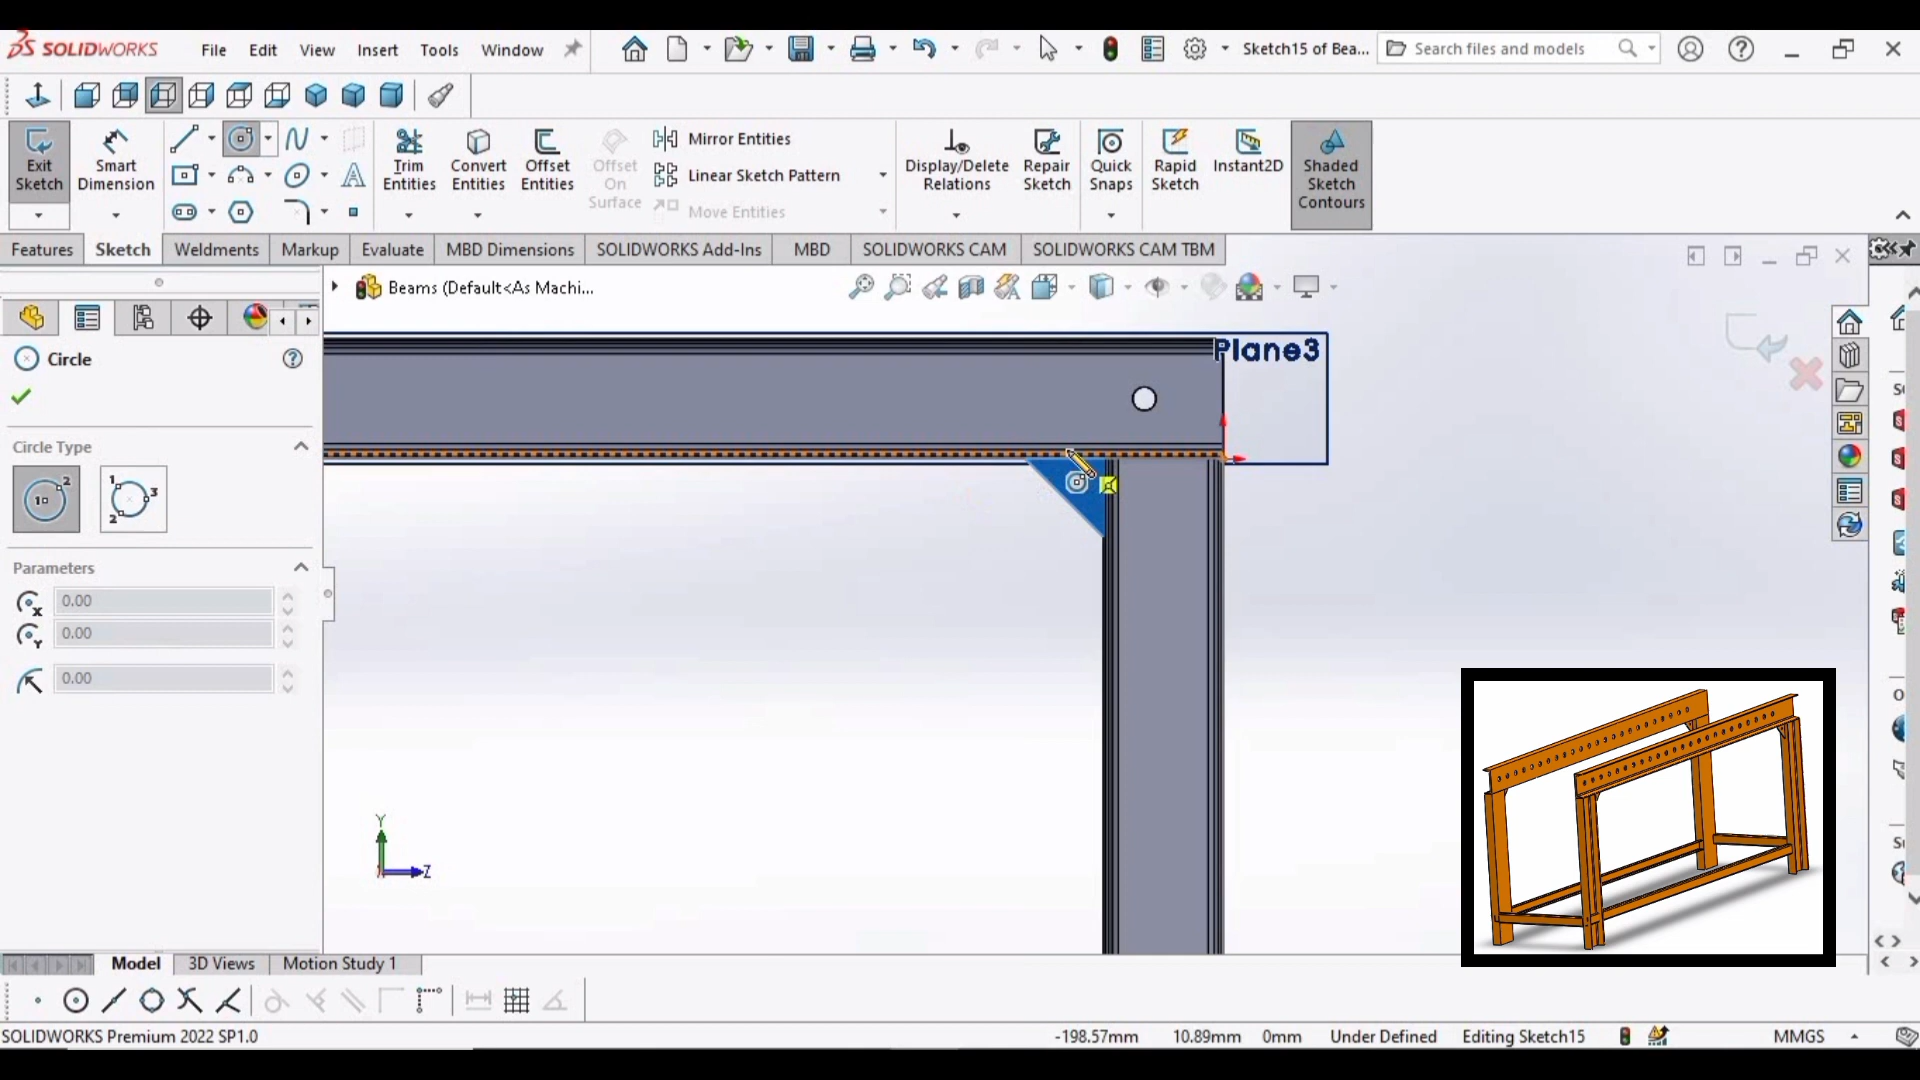 SOLIDWORKS File Edit View Insert Tools Window Sketch15 of Bea... Search files and models
Exit Sketch
Smart Dimension
Trim Entities
Convert Entities
Offset Entities
Offset On Surface
Mirror Entities
Linear Sketch Pattern
Move Entities
Display/Delete Relations
Repair Sketch
Quick Snaps
Rapid Sketch
Instant2D
Shaded Sketch Contours
Features Sketch Weldments Markup Evaluate MBD Dimensions SOLIDWORKS Add-Ins MBD SOLIDWORKS CAM SOLIDWORKS CAM TBM
Beams (Default<As Machi...
Circle
Circle Type
Parameters
0.00
0.00
0.00
Plane3
Y
Z
Model 3D Views Motion Study 1
SOLIDWORKS Premium 2022 SP1.0 -198.57mm 10.89mm 0mm Under Defined Editing Sketch15 MMGS